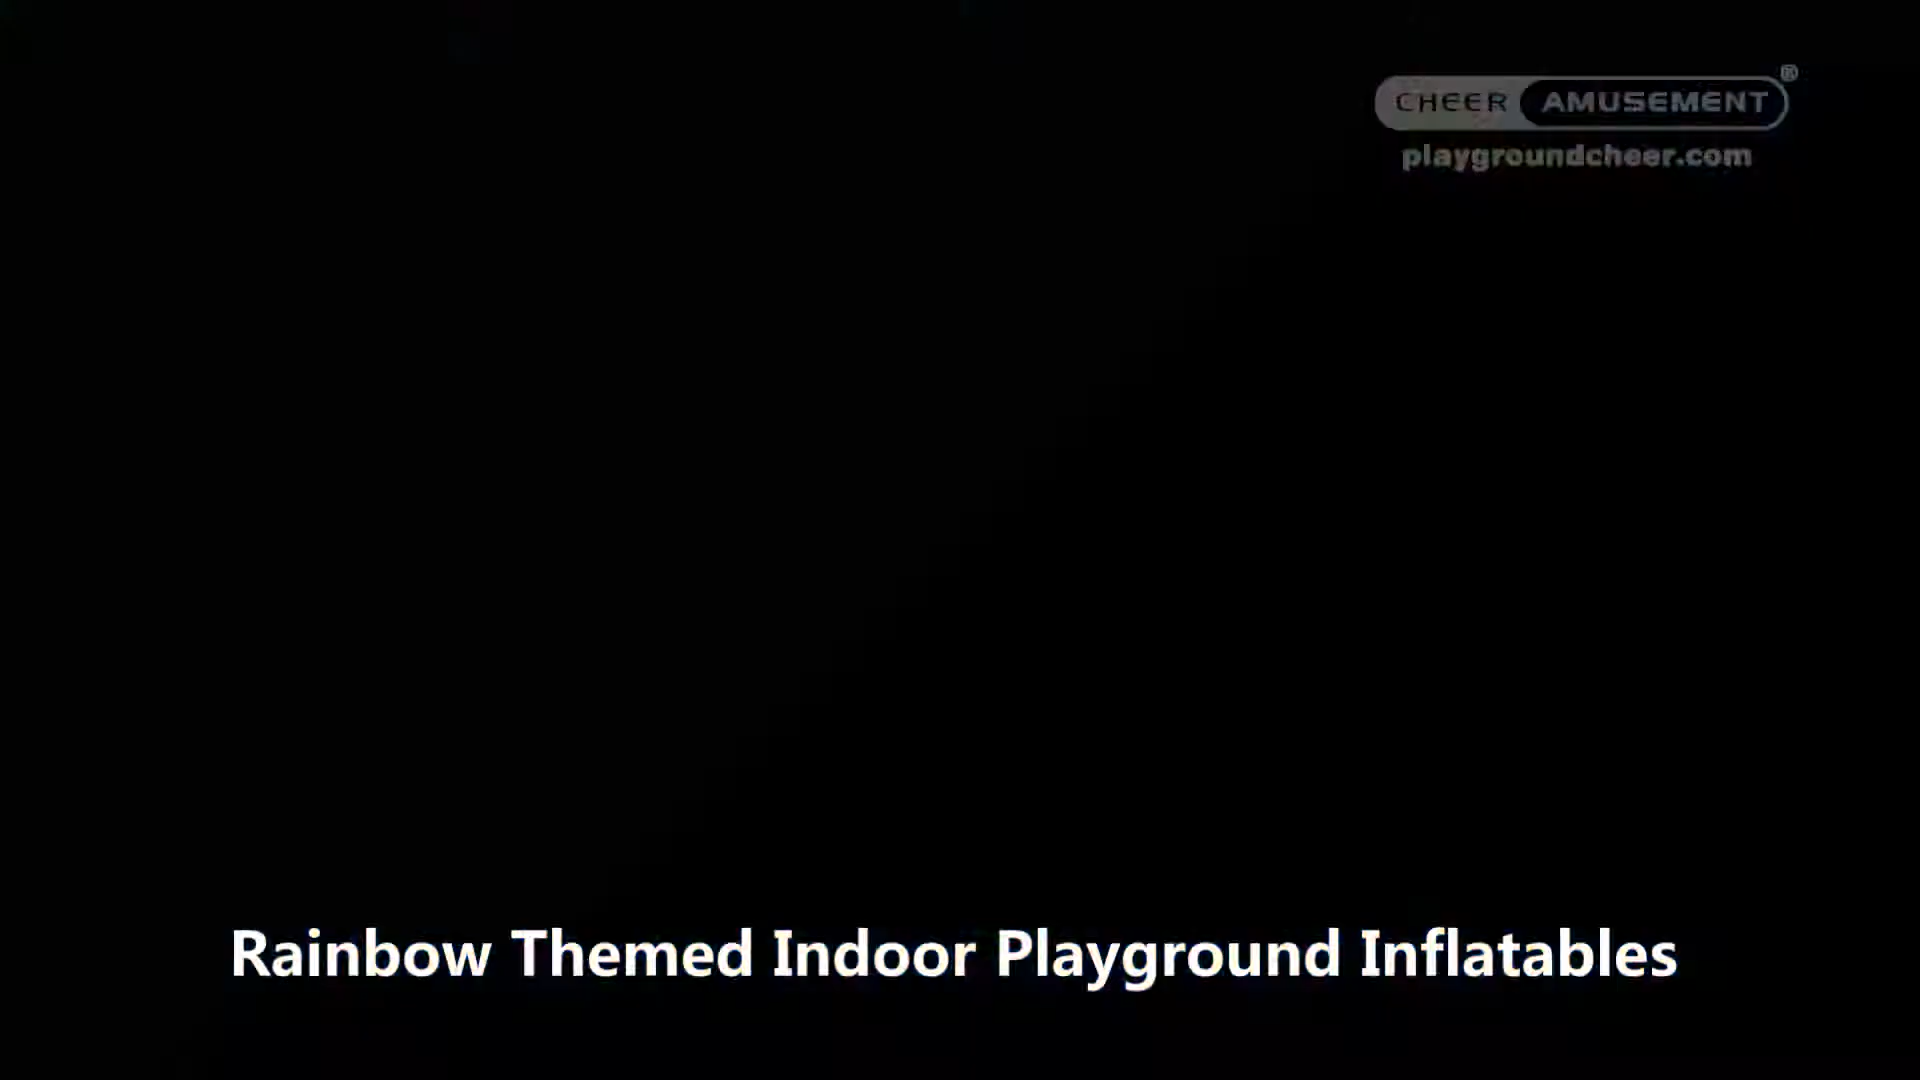 CHEER AMUSEMENT®
playgroundcheer.com
Rainbow Themed Indoor Playground Inflatables